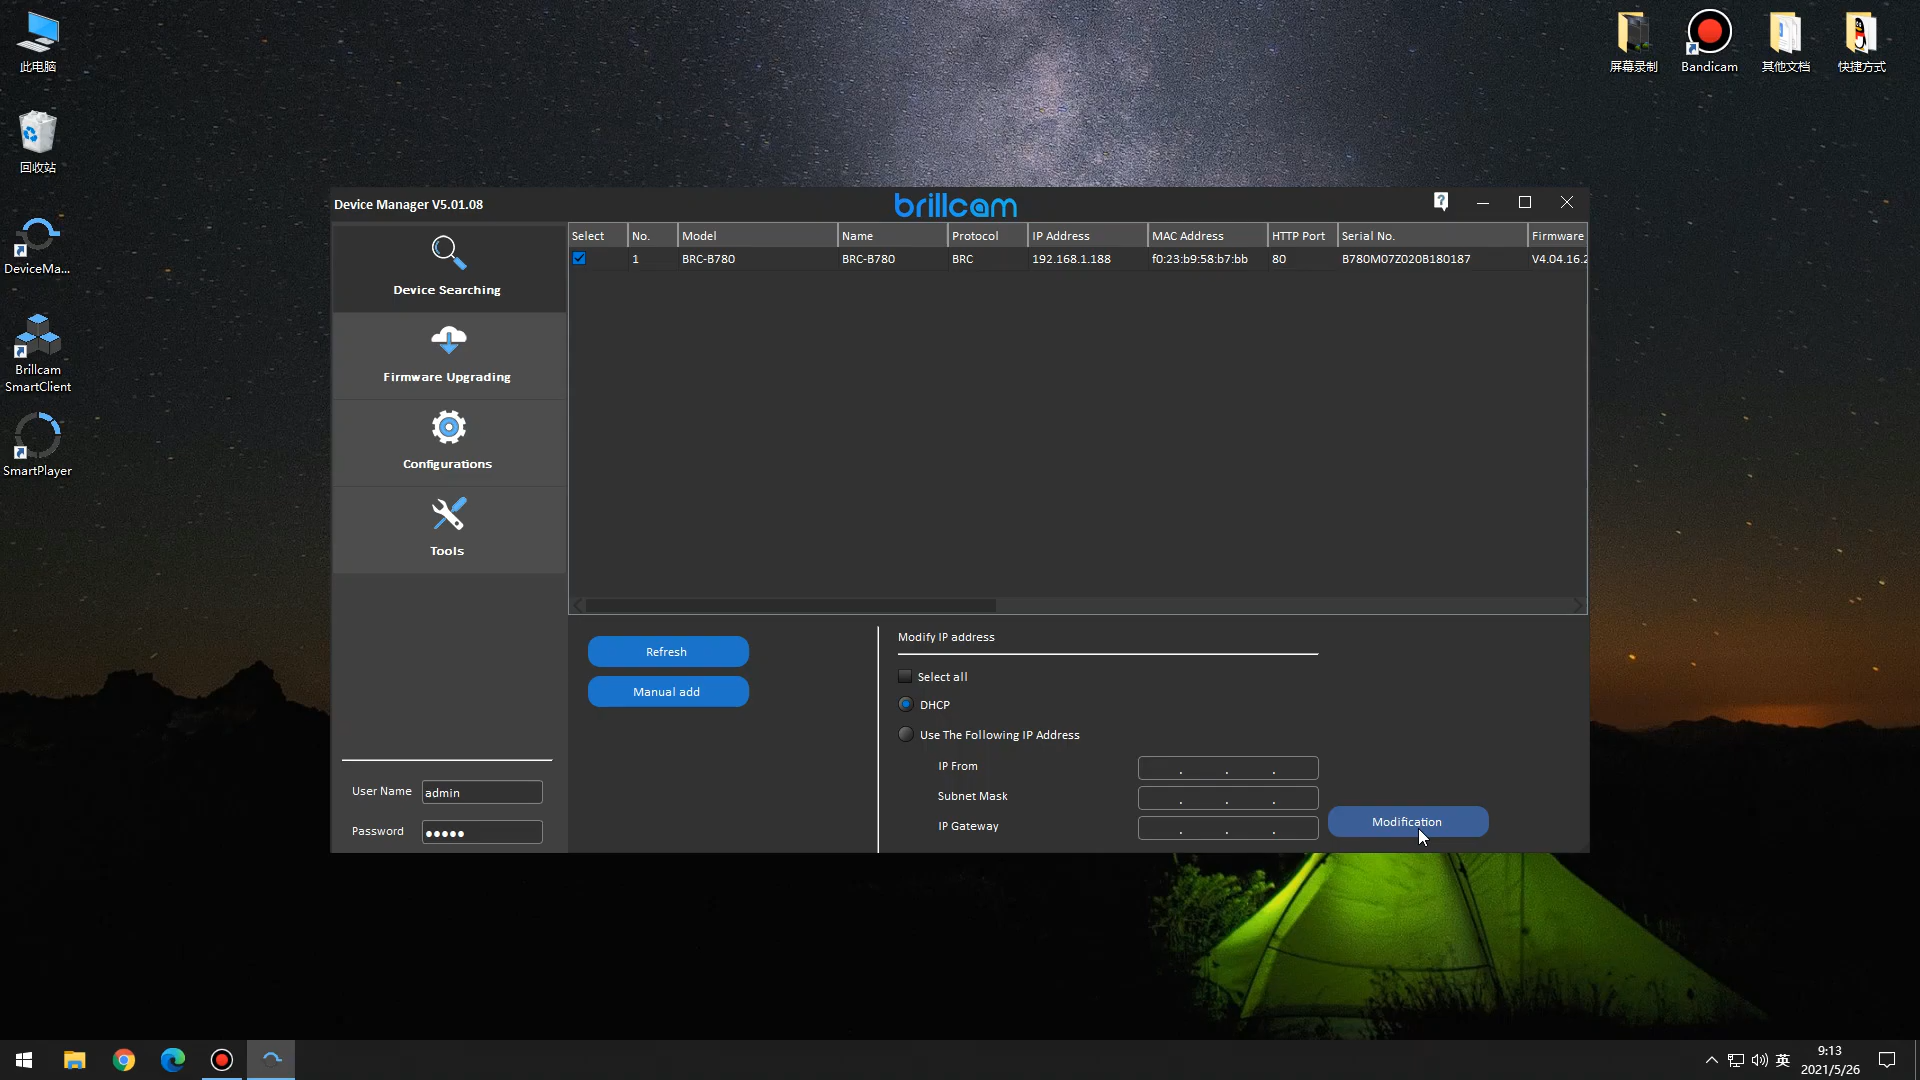 此电脑
回收站
DeviceMa...
Brillcam
SmartClient
SmartPlayer
屏幕录制
Bandicam
其他文档
快捷方式
Device Manager V5.01.08
brillcam
?
Device Searching
Firmware Upgrading
Configurations
Tools
User Name
admin
Password
Select No. Model Name Protocol IP Address MAC Address HTTP Port Serial No. Firmware
1 BRC-B780 BRC-B780 BRC 192.168.1.188 f0:23:b9:58:b7:bb 80 B780M07Z020B180187 V4.04.16.2
Refresh
Manual add
Modify IP address
Select all
DHCP
Use The Following IP Address
IP From . . .
Subnet Mask . . .
IP Gateway . . .
Modification
英
9:13
2021/5/26